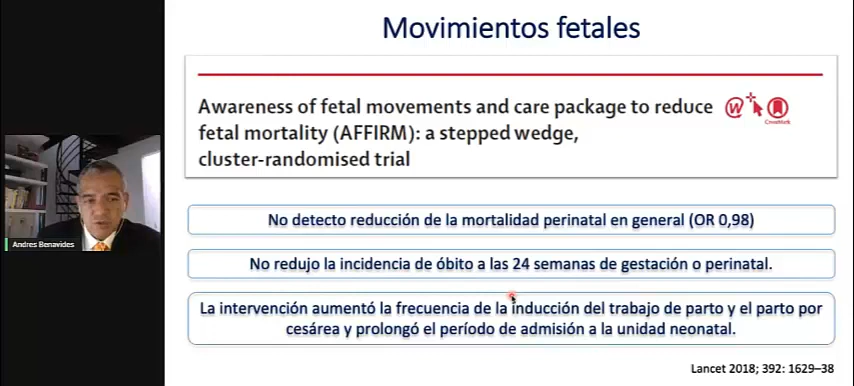 Movimientos fetales
Awareness of fetal movements and care package to reduce
fetal mortality (AFFIRM): a stepped wedge,
cluster-randomised trial
CrossMark
No detecto reducción de la mortalidad perinatal en general (OR 0,98)
No redujo la incidencia de óbito a las 24 semanas de gestación o perinatal.
La intervención aumentó la frecuencia de la inducción del trabajo de parto y el parto por
cesárea y prolongó el período de admisión a la unidad neonatal.
Andres Benavides
Lancet 2018; 392: 1629–38